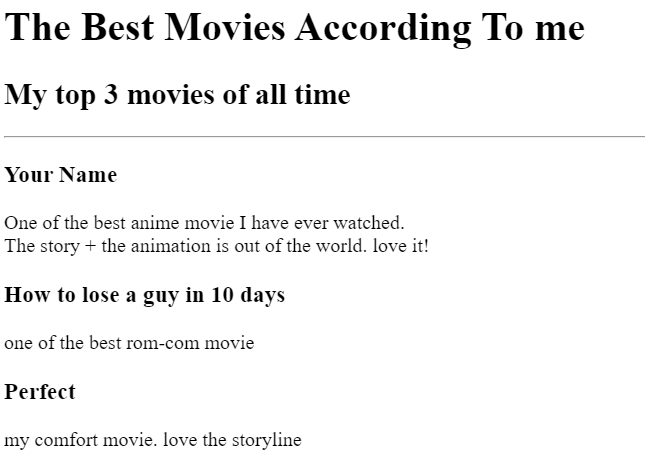 The Best Movies According To me
My top 3 movies of all time
Your Name
One of the best anime movie I have ever watched.
The story + the animation is out of the world. love it!
How to lose a guy in 10 days
one of the best rom-com movie
Perfect
my comfort movie. love the storyline